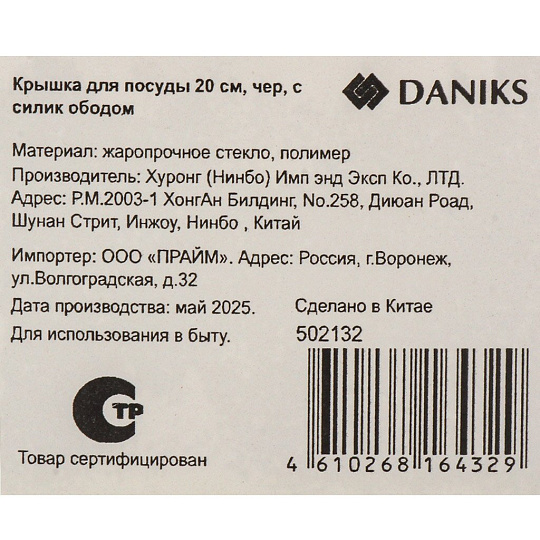 Крышка для посуды 20 см, чер, с
силик ободом
DANIKS
Материал: жаропрочное стекло, полимер
Производитель: Хуронг (Нинбо) Имп энд Эксп Ко., ЛТД.
Адрес: Р.М.2003-1 ХонгАн Билдинг, No.258, Диюан Роад,
Шунан Стрит, Инжоу, Нинбо , Китай
Импортер: ООО «ПРАЙМ». Адрес: Россия, г.Воронеж,
ул.Волгоградская, д.32
Дата производства: май 2025.
Сделано в Китае
Для использования в быту.
502132
СТР
Товар сертифицирован
4 610268 164329